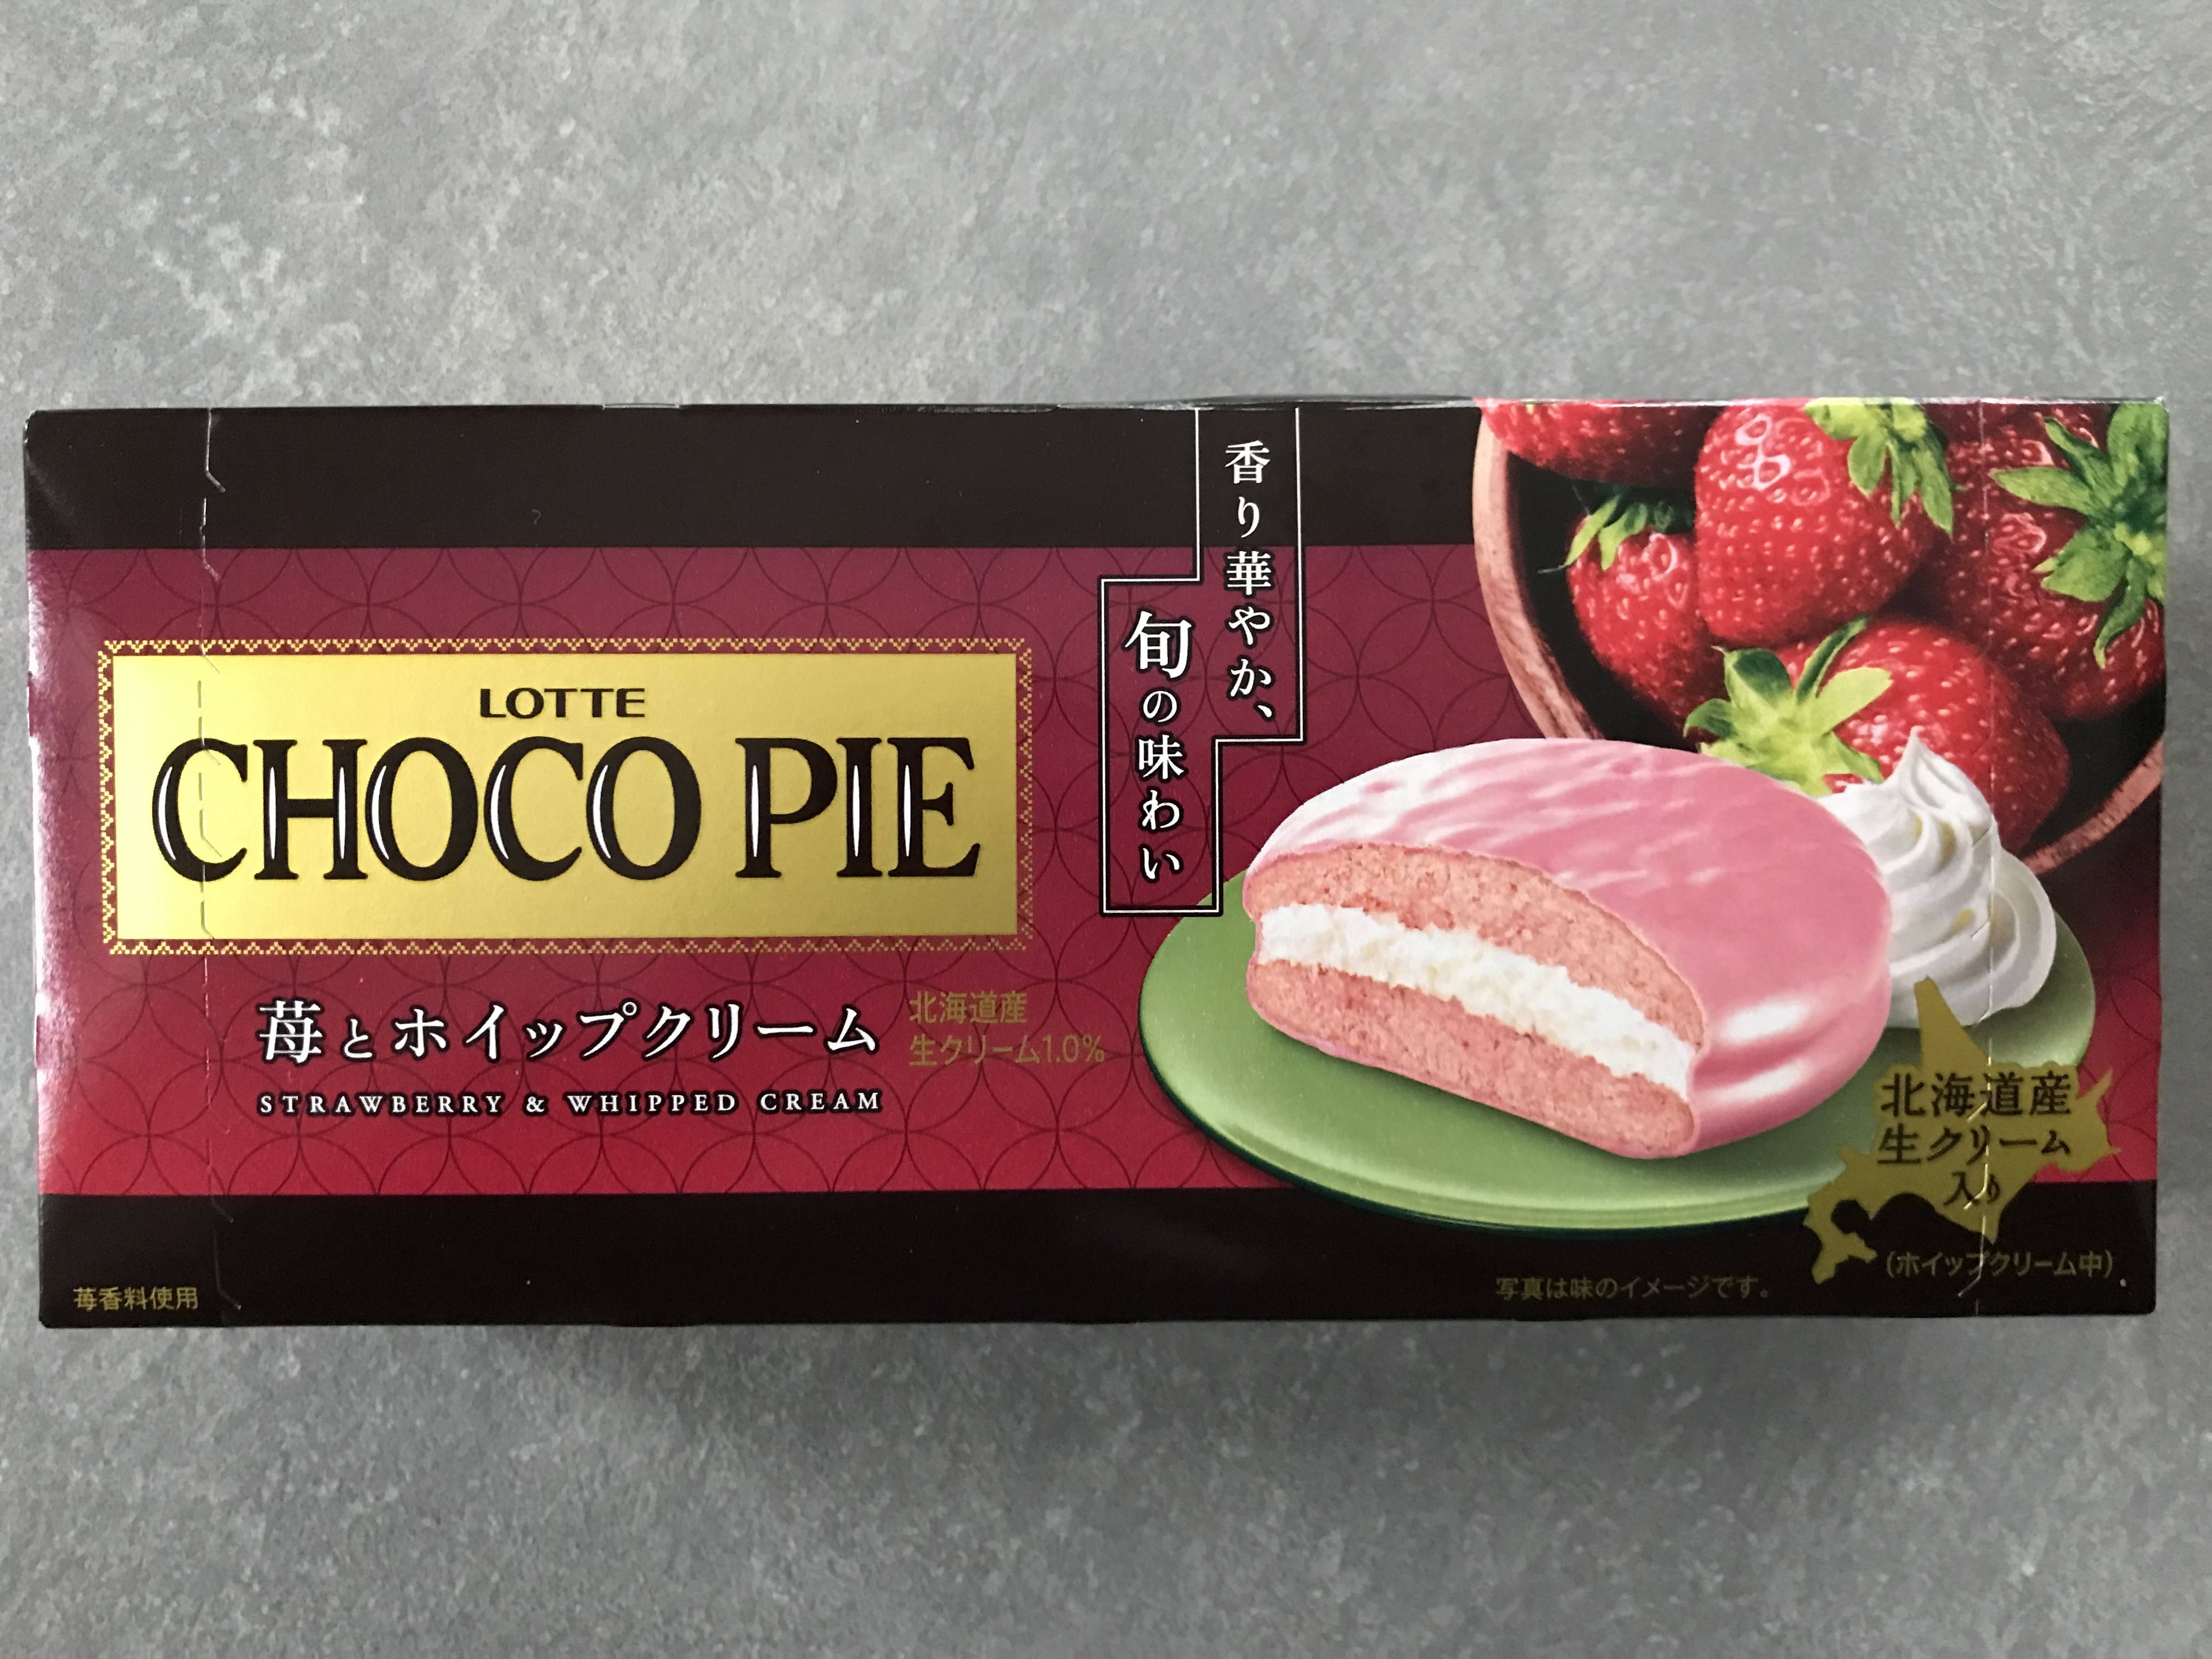 LOTTE
CHOCO PIE
苺とホイップクリーム
STRAWBERRY & WHIPPED CREAM
北海道産
生クリーム1.0%
苺香料使用
香り華やか、
旬の味わい
北海道産
生クリーム
入り
(ホイップクリーム中)
写真は味のイメージです。